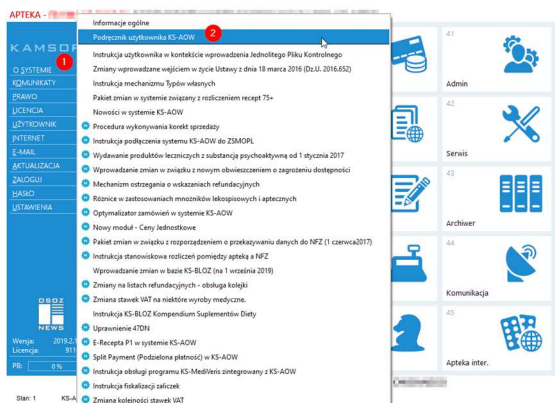 APTEKA -
Informacje ogólne
Podręcznik użytkownika KS-AOW
2
Instrukcja użytkownika w kontekście wprowadzenia Jednolitego Pliku Kontrolnego
Zmiany wprowadzane wejściem w życie Ustawy z dnia 18 marca 2016 (Dz.U. 2016.652)
Instrukcja mechanizmu Typów własnych
Pakiet zmian w systemie związany z rozliczeniem recept 75+
Nowości w systemie KS-AOW
Procedura wykonywania korekt sprzedaży
Instrukcja podłączenia systemu KS-AOW do ZSMOPL
Wydawanie produktów leczniczych z substancją psychoaktywną od 1 stycznia 2017
Wprowadzanie zmian w związku z nowym obwieszczeniem o zagrożeniu dostępności
Mechanizm ostrzegania o wskazaniach refundacyjnych
Różnice w zastosowaniach mnożników lekospisowych i aptecznych
Optymalizator zamówień w systemie KS-AOW
Nowy moduł - Ceny Jednostkowe
Pakiet zmian w związku z rozporządzeniem o przekazywaniu danych do NFZ (1 czerwca2017)
Instrukcja stanowiskowa rozliczeń pomiędzy apteką a NFZ
Wprowadzanie zmian w bazie KS-BLOZ (na 1 września 2019)
Zmiany na listach refundacyjnych - obsługa kolejki
Zmiana stawek VAT na niektóre wyroby medyczne.
Instrukcja KS-BLOZ Kompendium Suplementów Diety
Uprawnienie 47DN
E-Recepta P1 w systemie KS-AOW
Split Payment (Podzielona płatność) w KS-AOW
Instrukcja obsługi programu KS-MediVeris zintegrowany z KS-AOW
Instrukcja fiskalizacji zaliczek
Zmiana kolejności stawek VAT
KAMSOF
1
O SYSTEMIE
KOMUNIKATY
PRAWO
LICENCJA
UŻYTKOWNIK
INTERNET
E-MAIL
AKTUALIZACJA
ZALOGUJ
HASŁO
USTAWIENIA
DSOZ
NEWS
Wersja: 2019.2.1
Licencja: 911
PB: 0 %
Stan: 1 KS-A
41
Admin
42
Serwis
43
Archiwer
44
Komunikacja
45
Apteka inter.